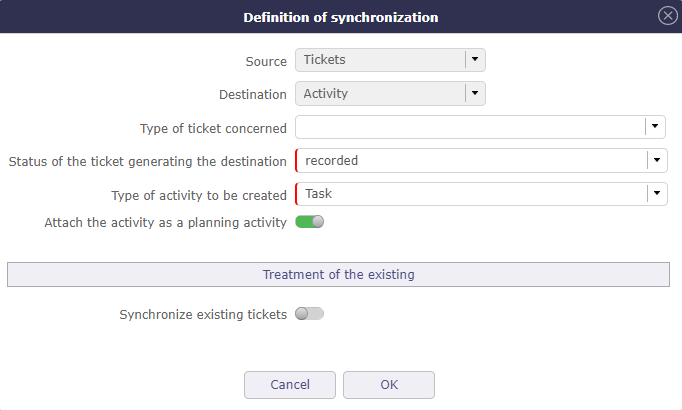 Definition of synchronization
Source Tickets
Destination Activity
Type of ticket concerned
Status of the ticket generating the destination recorded
Type of activity to be created Task
Attach the activity as a planning activity
Treatment of the existing
Synchronize existing tickets
Cancel OK